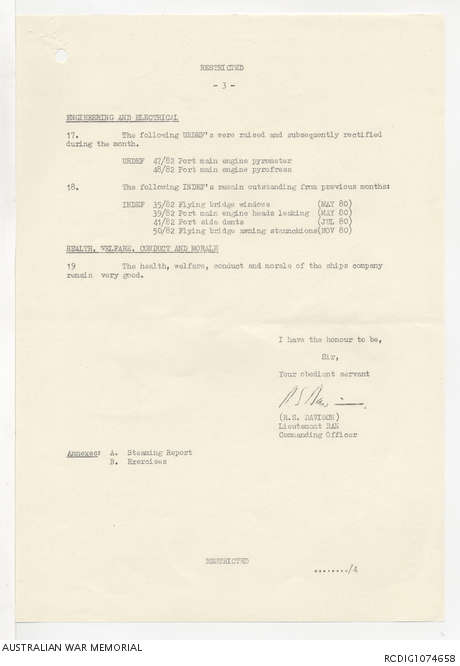 RESTRICTED
- 3 -
ENGINEERING AND ELECTRICAL
17. The following URDEF's were raised and subsequently rectified
during the month.
URDEF 47/82 Port main engine pyrometer
48/82 Port main engine pyrofress
18. The following INDEF's remain outstanding from previous months:
INDEF 35/82 Flying bridge windows (MAY 80)
39/82 Port main engine heads leaking (MAY 80)
41/82 Port side dents (JUL 80)
50/82 Flying bridge awning staunchions(NOV 80)
HEALTH, WELFARE, CONDUCT AND MORALE
19 The health, welfare, conduct and morale of the ships company
remain very good.
I have the honour to be,
Sir,
Your obedient servant
(R.S. DAVISON)
Lieutenant RAN
Commanding Officer
Annexes: A. Steaming Report
B. Exercises
RESTRICTED
......../4
AUSTRALIAN WAR MEMORIAL
RCDIG1074658